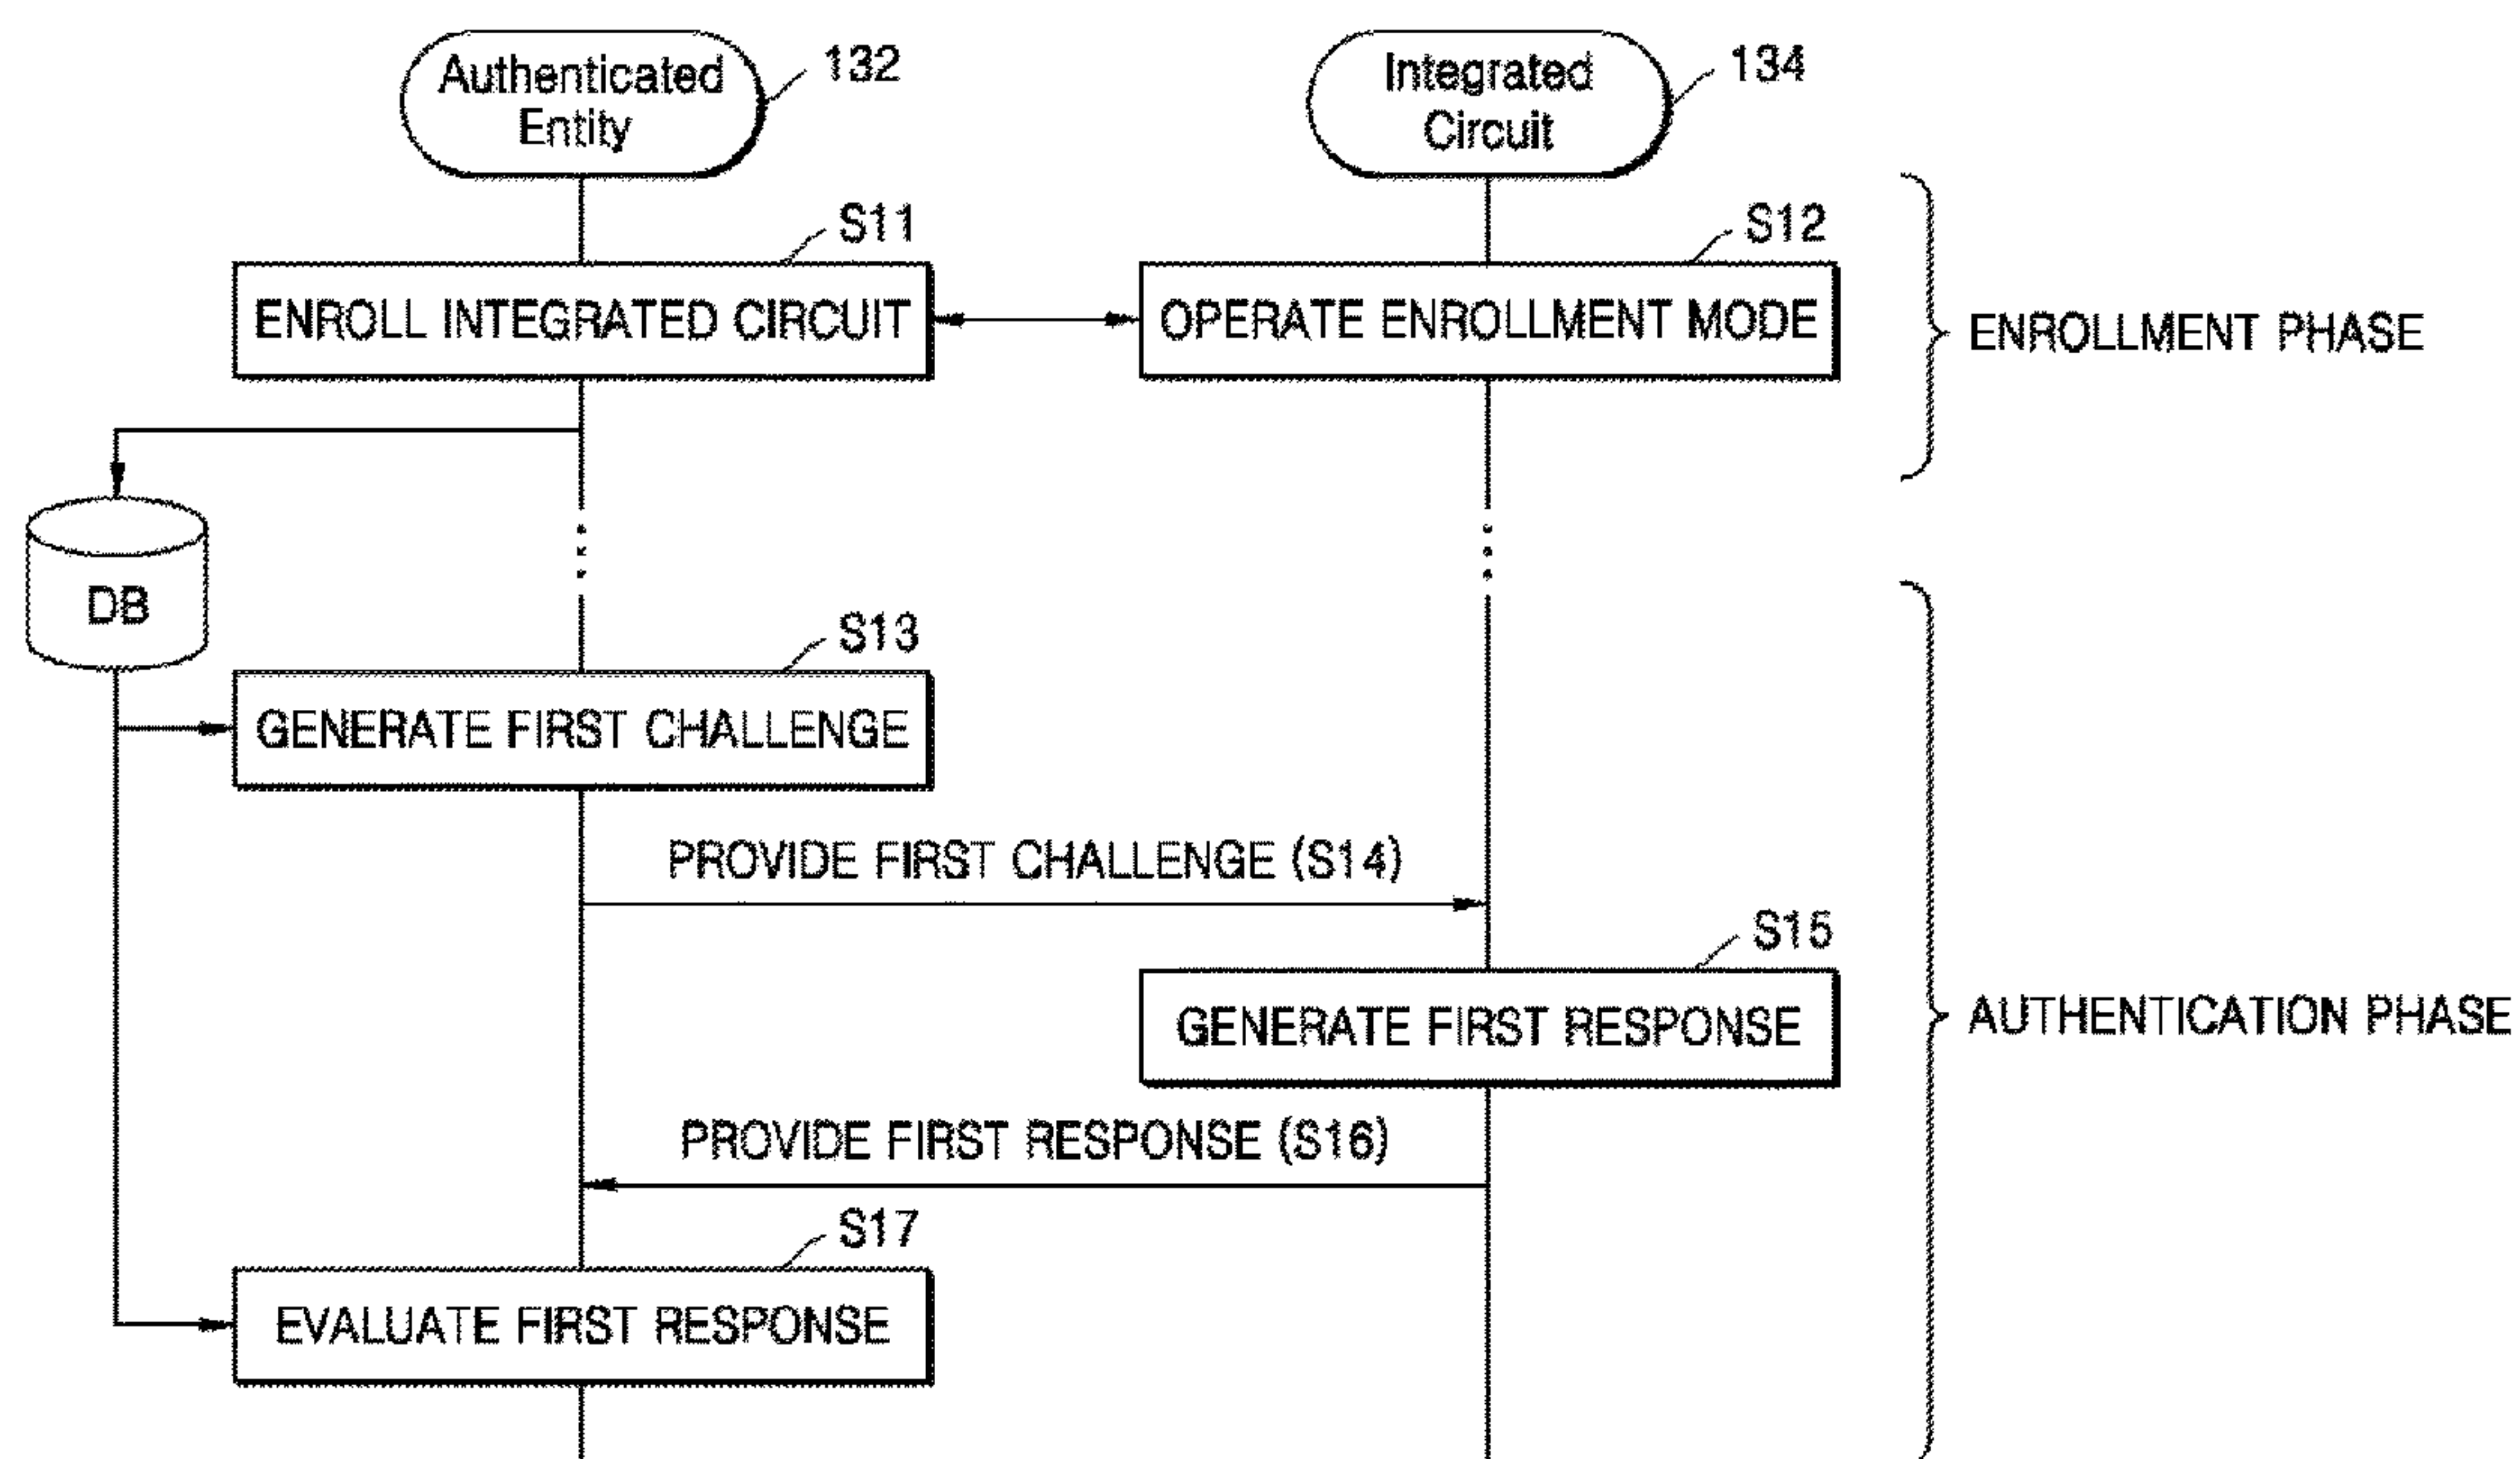 Authenticated
Entity
132
Integrated
Circuit
134
S11
S12
ENROLL INTEGRATED CIRCUIT
OPERATE ENROLLMENT MODE
ENROLLMENT PHASE
DB
S13
GENERATE FIRST CHALLENGE
PROVIDE FIRST CHALLENGE (S14)
S15
GENERATE FIRST RESPONSE
AUTHENTICATION PHASE
PROVIDE FIRST RESPONSE (S16)
S17
EVALUATE FIRST RESPONSE